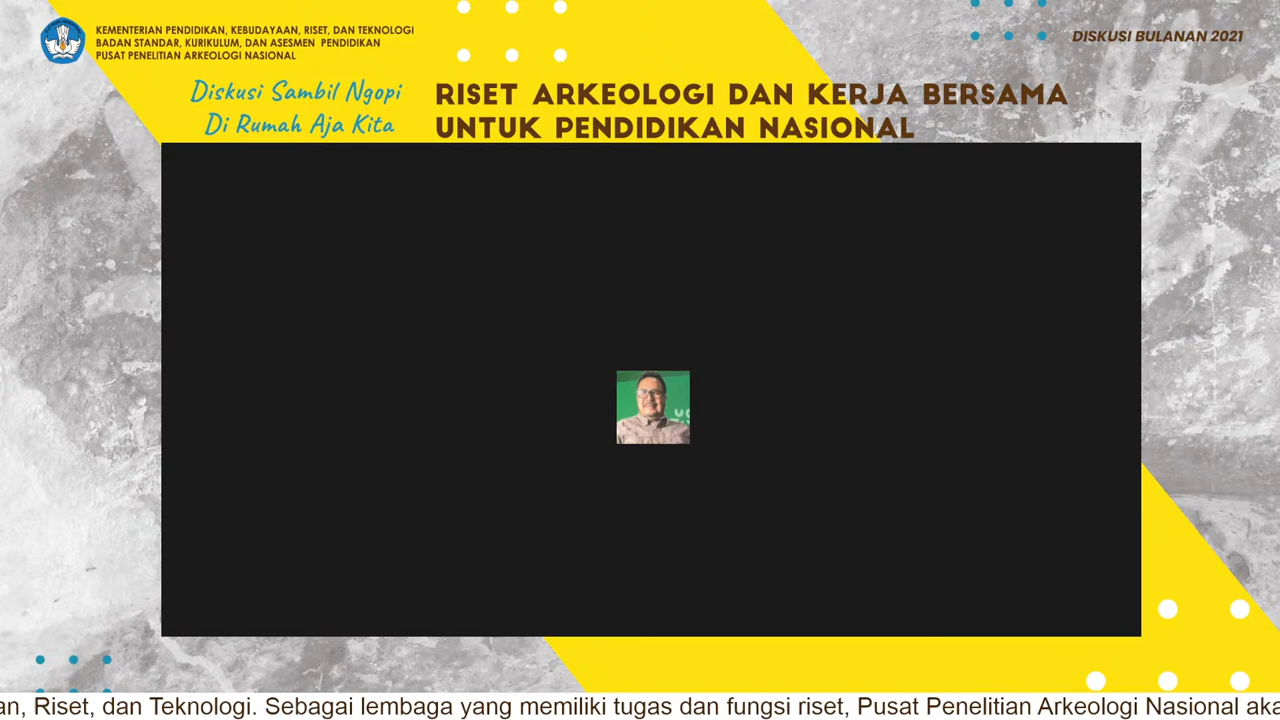 KEMENTERIAN PENDIDIKAN, KEBUDAYAAN, RISET, DAN TEKNOLOGI
BADAN STANDAR, KURIKULUM, DAN ASESMEN PENDIDIKAN
PUSAT PENELITIAN ARKEOLOGI NASIONAL
DISKUSI BULANAN 2021
Diskusi Sambil Ngopi
Di Rumah Aja Kita
RISET ARKEOLOGI DAN KERJA BERSAMA
UNTUK PENDIDIKAN NASIONAL
an, Riset, dan Teknologi. Sebagai lembaga yang memiliki tugas dan fungsi riset, Pusat Penelitian Arkeologi Nasional aka